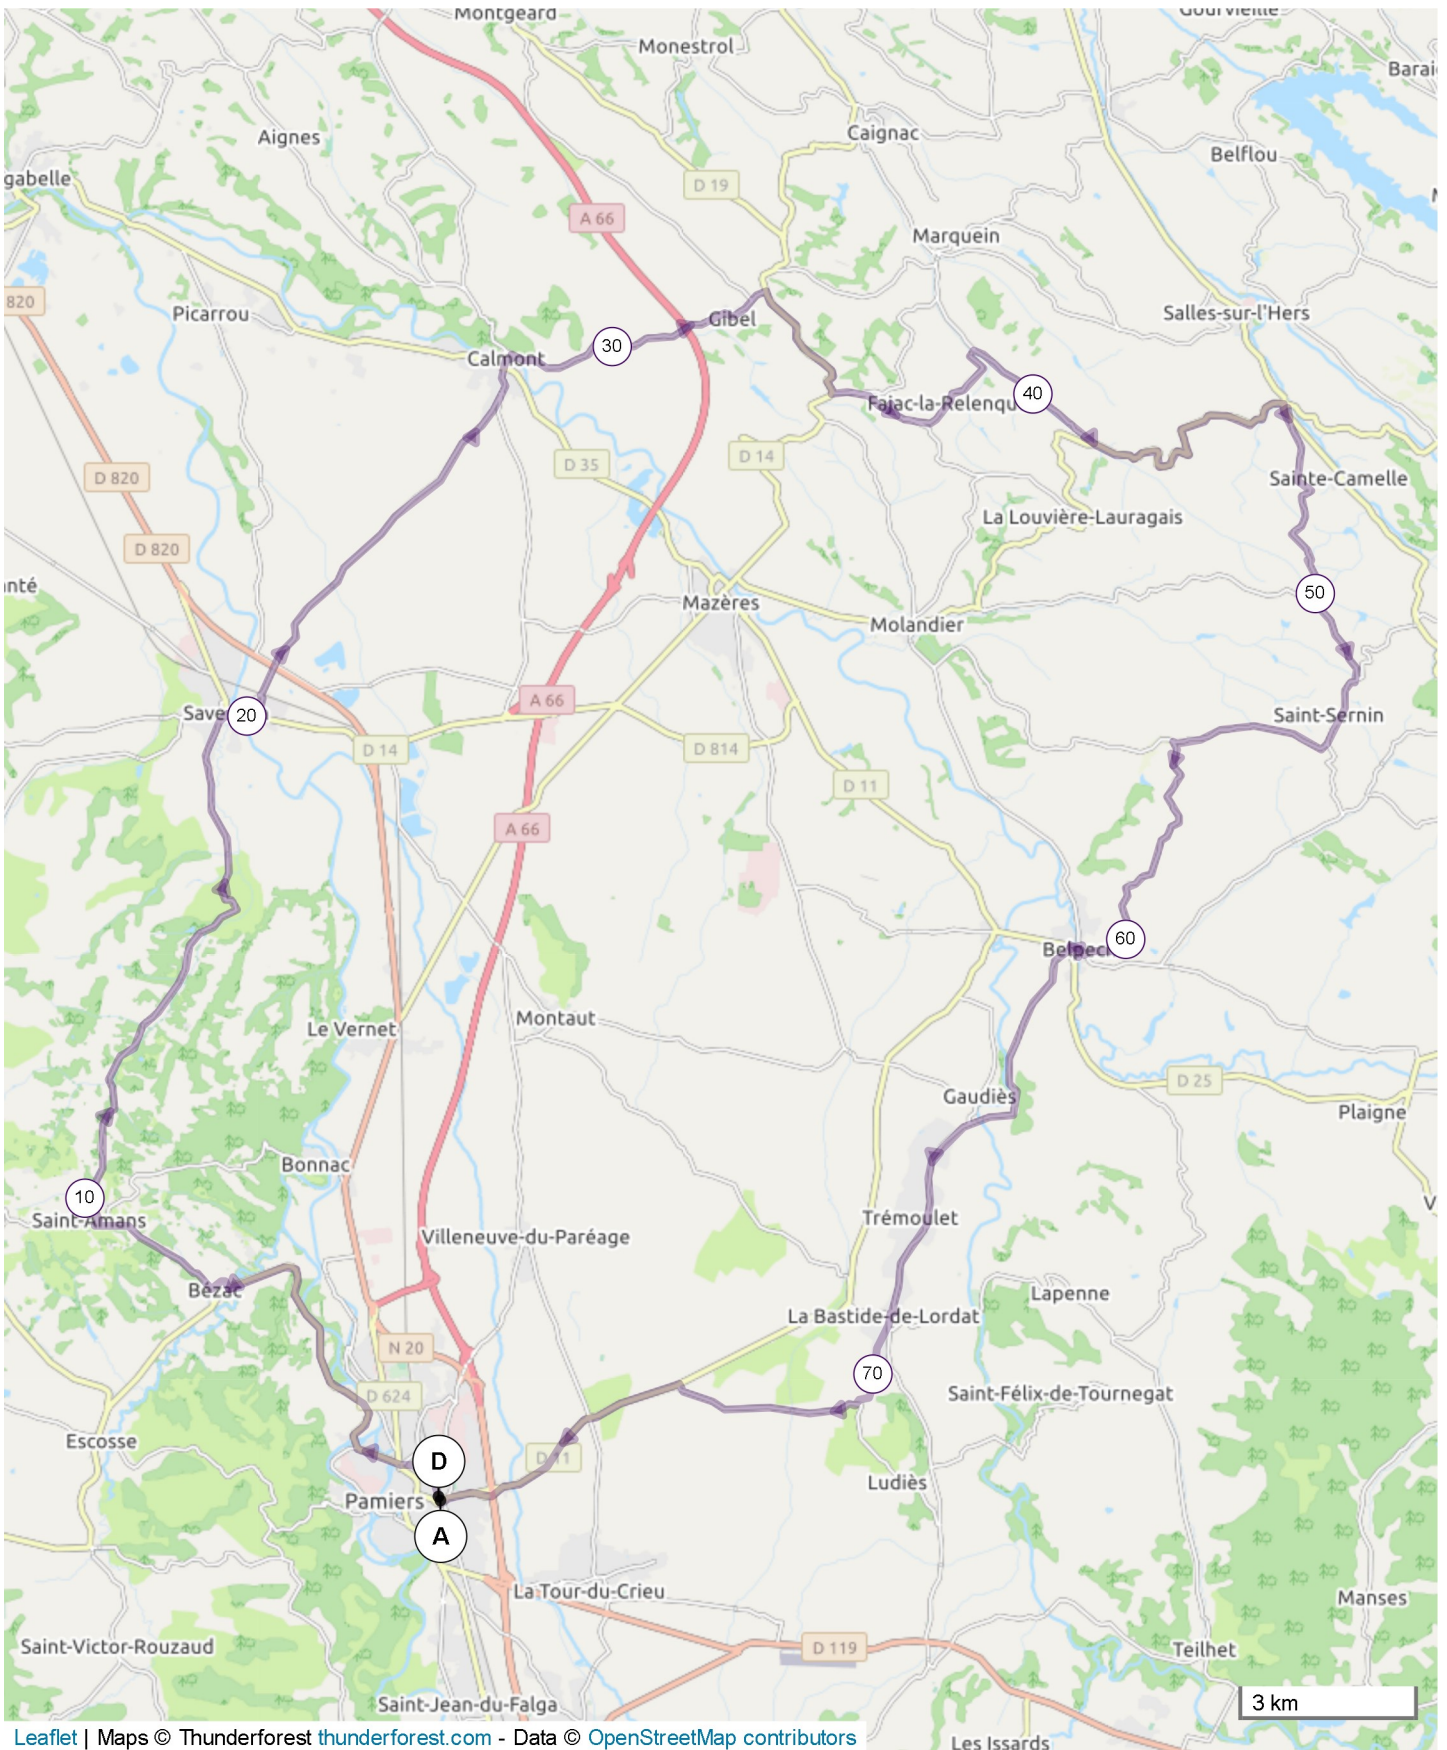 Montgeard
Gourvieille
Monestrol
Aignes
Caignac
Belflou
gabelle
D 19
A 66
Marquein
820
Picarrou
Gibel
Salles-sur-l'Hers
Calmont
30
40
Fajac-la-Relenqu
D 820
D 35
D 14
Sainte-Camelle
La Louvière-Lauragais
D 820
nté
50
Mazères
Molandier
A 66
Save
20
Saint-Sernin
D 14
D 814
D 11
A 66
60
Belpech
Le Vernet
Montaut
D 25
Gaudiès
Plaigne
Bonnac
10
Saint-Amans
Trémoulet
Villeneuve-du-Paréage
Bézac
Lapenne
La Bastide-de-Lordat
N 20
70
D 624
Saint-Félix-de-Tournegat
Escosse
D
D 11
Ludiès
Pamiers
A
La Tour-du-Crieu
Manses
Saint-Victor-Rouzaud
D 119
Teilhet
Saint-Jean-du-Falga
3 km
Les Issards
Leaflet | Maps © Thunderforest thunderforest.com - Data © OpenStreetMap contributors